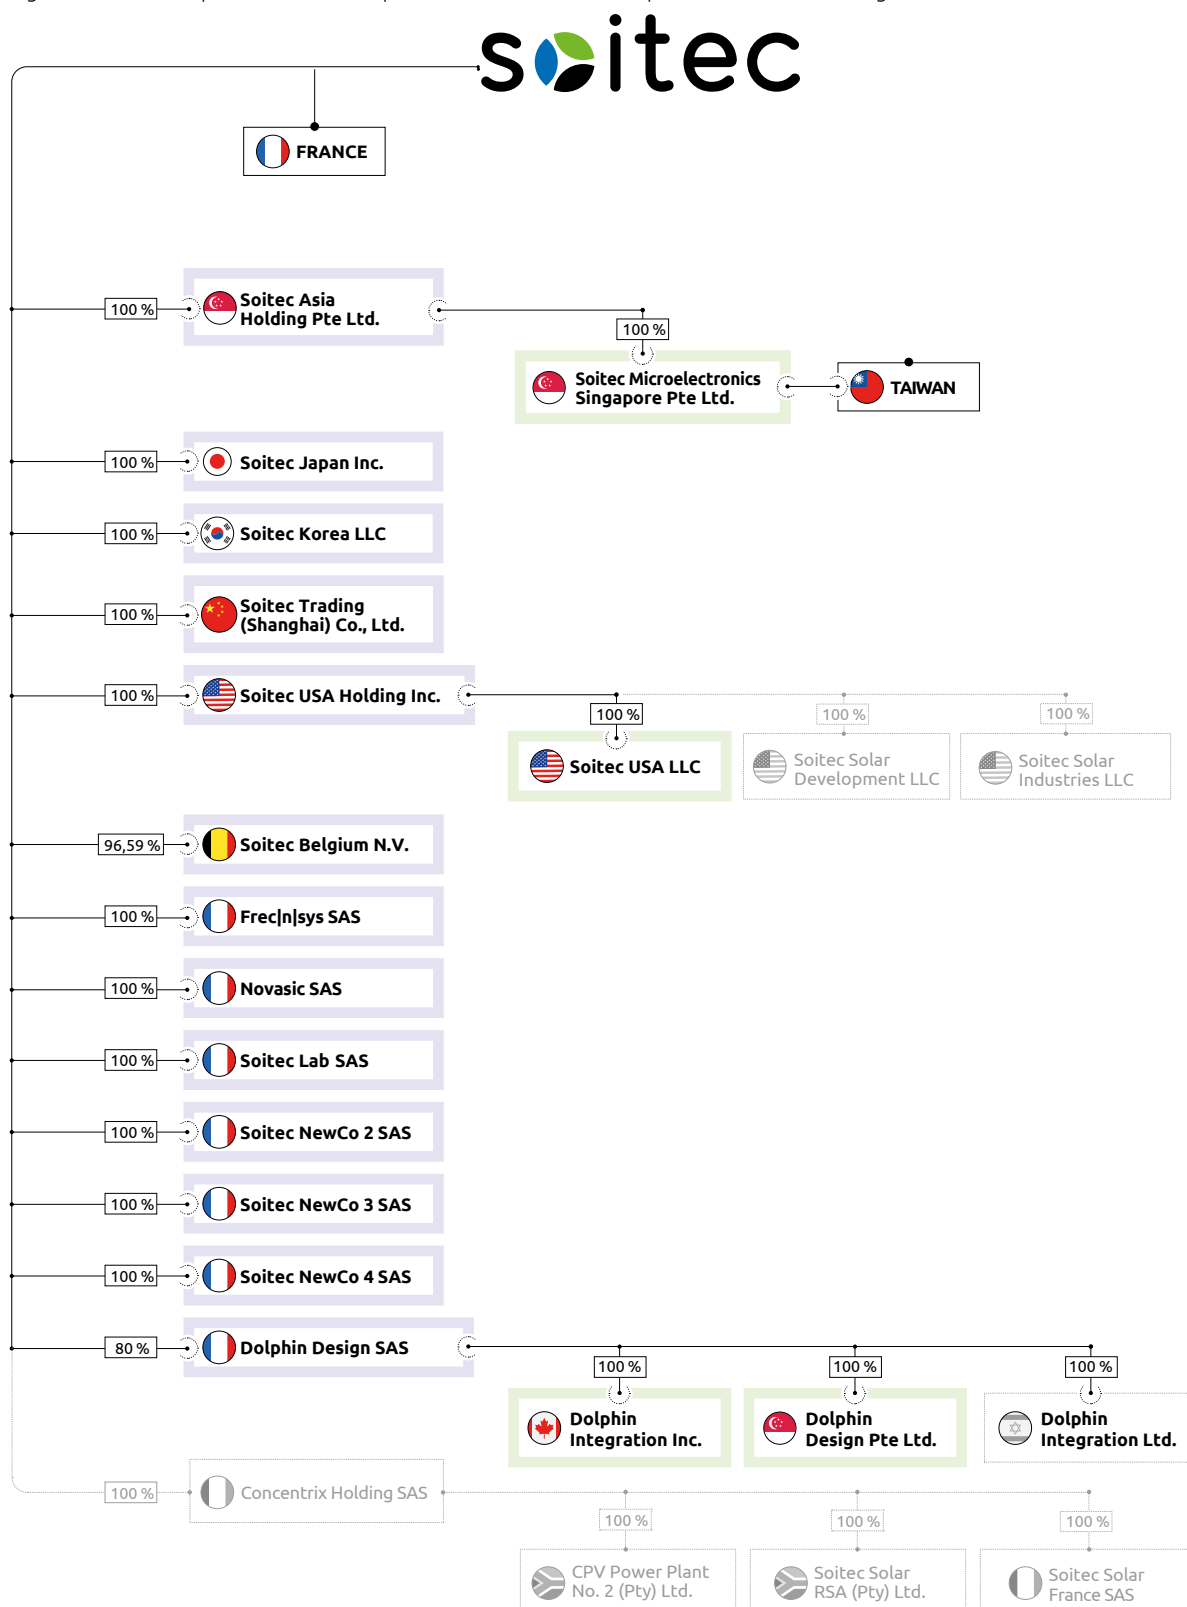 soitec
FRANCE
100 %
Soitec Asia
Holding Pte Ltd.
100 %
Soitec Microelectronics
Singapore Pte Ltd.
TAIWAN
100 %
Soitec Japan Inc.
100 %
Soitec Korea LLC
100 %
Soitec Trading
(Shanghai) Co., Ltd.
100 %
Soitec USA Holding Inc.
100 %
Soitec USA LLC
100 %
Soitec Solar
Development LLC
100 %
Soitec Solar
Industries LLC
96,59 %
Soitec Belgium N.V.
100 %
Frec|n|sys SAS
100 %
Novasic SAS
100 %
Soitec Lab SAS
100 %
Soitec NewCo 2 SAS
100 %
Soitec NewCo 3 SAS
100 %
Soitec NewCo 4 SAS
80 %
Dolphin Design SAS
100 %
Dolphin
Integration Inc.
100 %
Dolphin
Design Pte Ltd.
100 %
Dolphin
Integration Ltd.
100 %
Concentrix Holding SAS
100 %
CPV Power Plant
No. 2 (Pty) Ltd.
100 %
Soitec Solar
RSA (Pty) Ltd.
100 %
Soitec Solar
France SAS